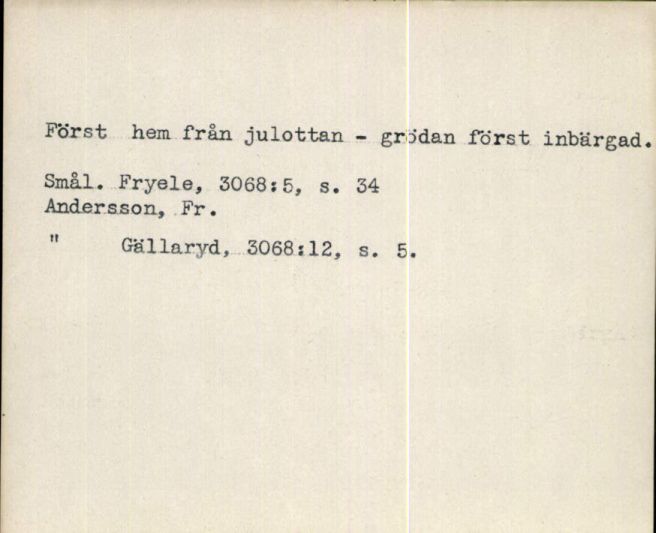 Först hem från julottan - grödan först inbärgad.
Smål. Fryele, 3068:5, s. 34
Andersson, Fr.
" Gällaryd, 3068:12, s. 5.